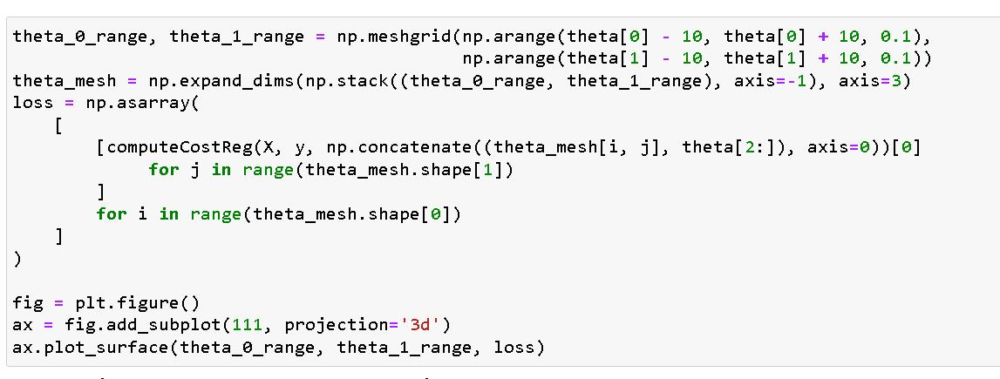 theta_0_range, theta_1_range = np.meshgrid(np.arange(theta[0] - 10, theta[0] + 10, 0.1),
                                           np.arange(theta[1] - 10, theta[1] + 10, 0.1))
theta_mesh = np.expand_dims(np.stack((theta_0_range, theta_1_range), axis=-1), axis=3)
loss = np.asarray(
    [
        [computeCostReg(X, y, np.concatenate((theta_mesh[i, j], theta[2:]), axis=0))[0]
             for j in range(theta_mesh.shape[1])
        ]
        for i in range(theta_mesh.shape[0])
    ]
)
fig = plt.figure()
ax = fig.add_subplot(111, projection='3d')
ax.plot_surface(theta_0_range, theta_1_range, loss)